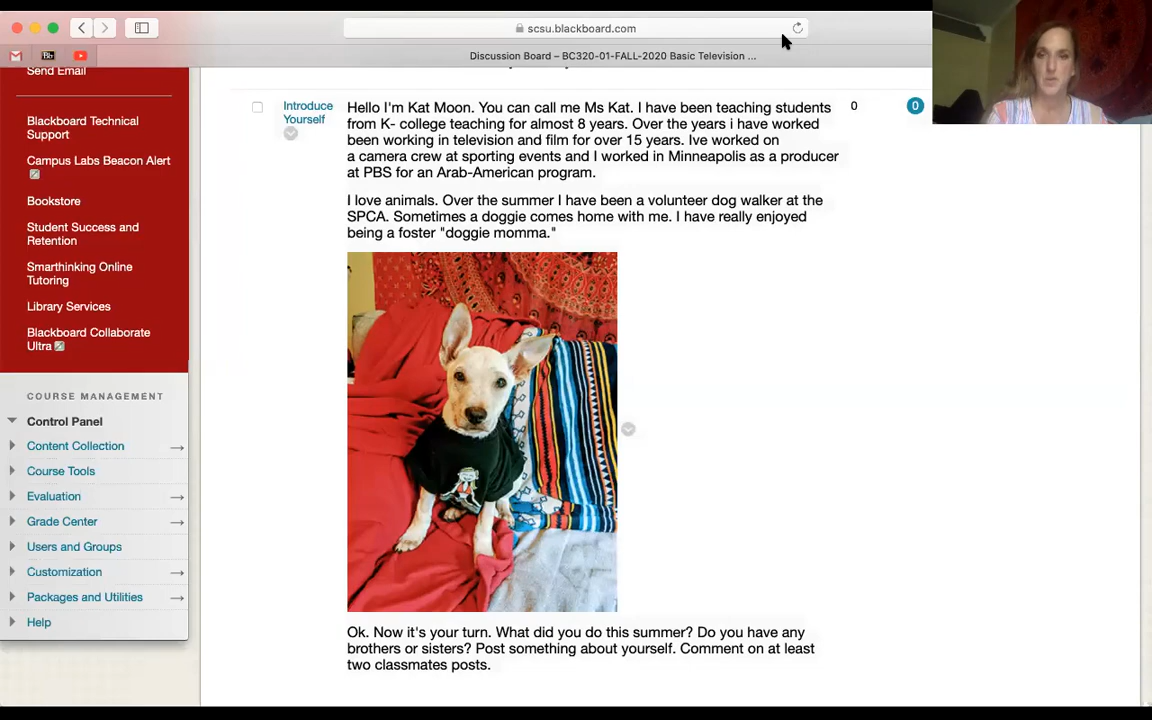 scsu.blackboard.com
Bb
Discussion Board – BC320-01-FALL-2020 Basic Television ...
Send Email
Blackboard Technical
Support
Campus Labs Beacon Alert
Bookstore
Student Success and
Retention
Smarthinking Online
Tutoring
Library Services
Blackboard Collaborate
Ultra
COURSE MANAGEMENT
Control Panel
Content Collection
Course Tools
Evaluation
Grade Center
Users and Groups
Customization
Packages and Utilities
Help
Introduce
Yourself
Hello I'm Kat Moon. You can call me Ms Kat. I have been teaching students
from K- college teaching for almost 8 years. Over the years i have worked
been working in television and film for over 15 years. Ive worked on
a camera crew at sporting events and I worked in Minneapolis as a producer
at PBS for an Arab-American program.
I love animals. Over the summer I have been a volunteer dog walker at the
SPCA. Sometimes a doggie comes home with me. I have really enjoyed
being a foster "doggie momma."
Ok. Now it's your turn. What did you do this summer? Do you have any
brothers or sisters? Post something about yourself. Comment on at least
two classmates posts.
0
0